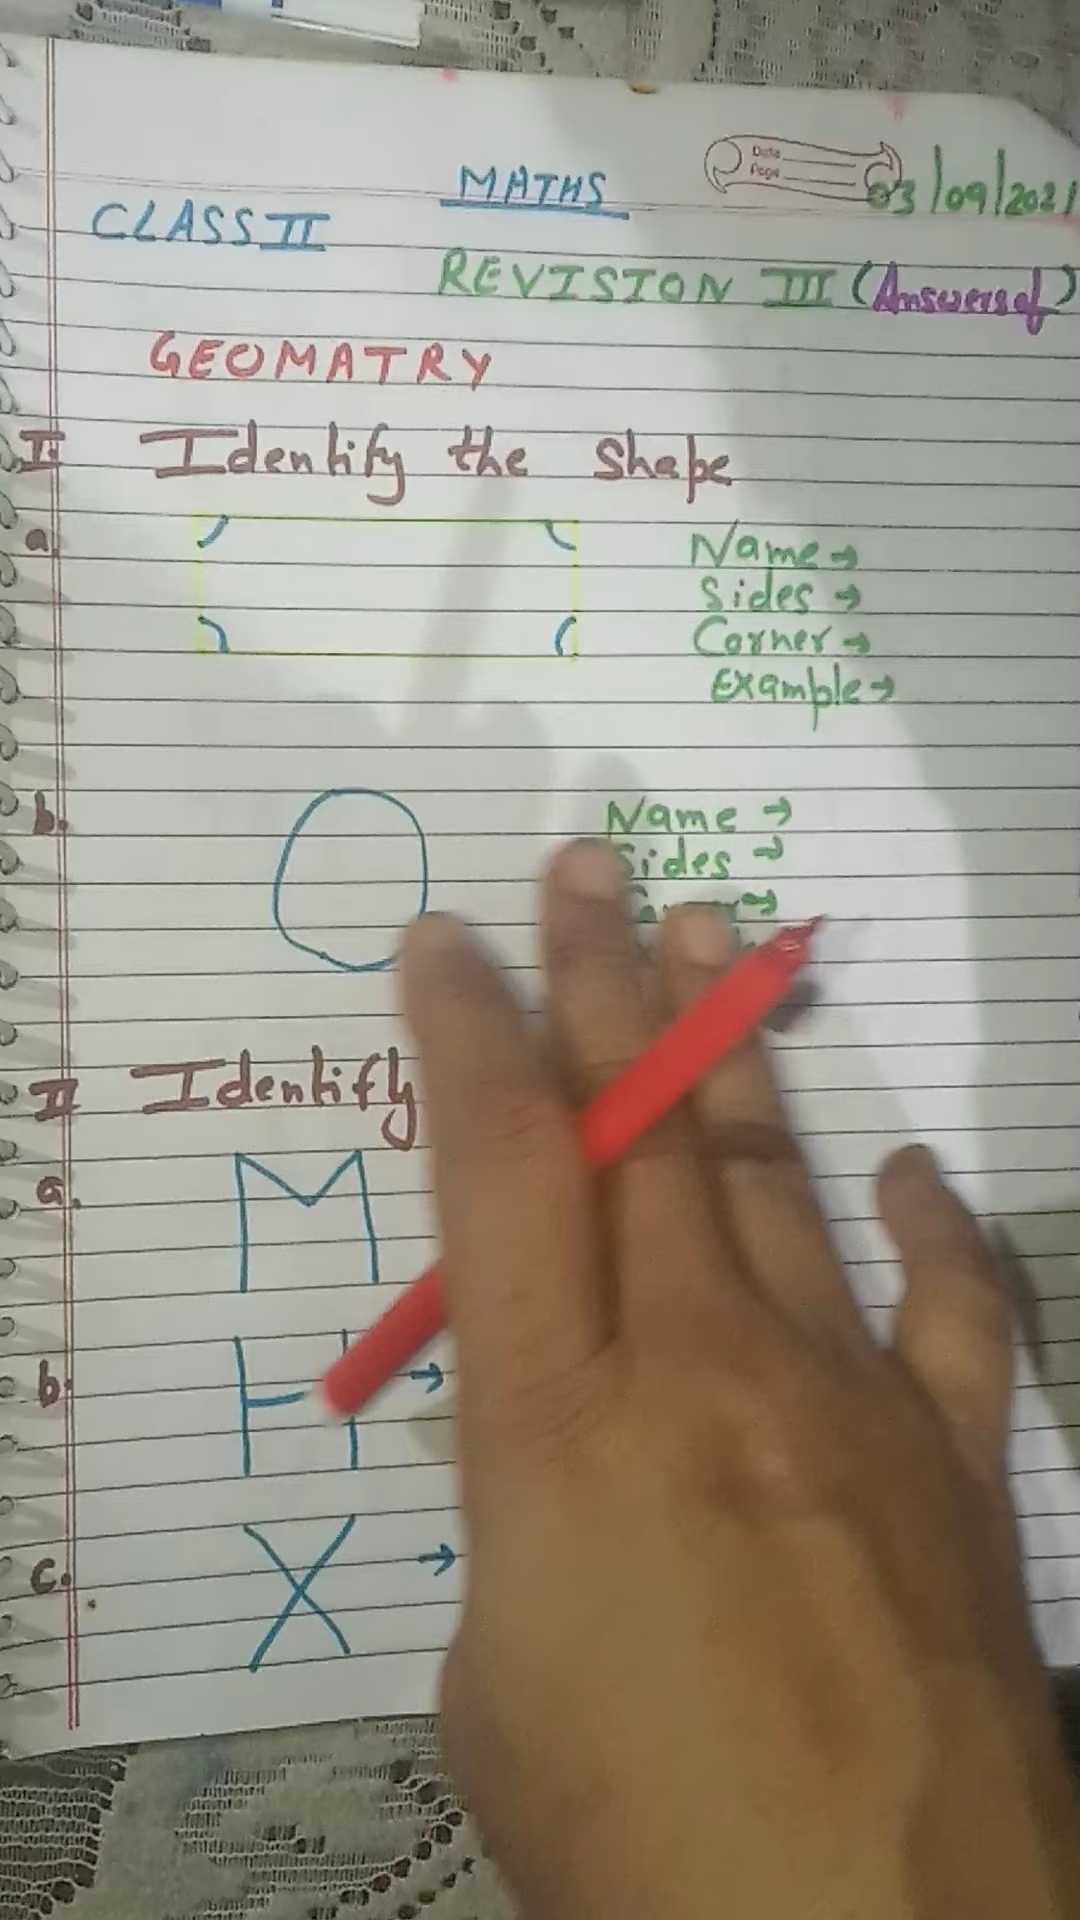 MATHS
Date
Page
03/09/2021
CLASS II
REVISION III (Answers of)
GEOMATRY
I. Identify the shape
a
Name →
Sides →
Corner →
Example →
b.
Name →
Sides →
→
II Identifly
a. M
b. H →
c. X →